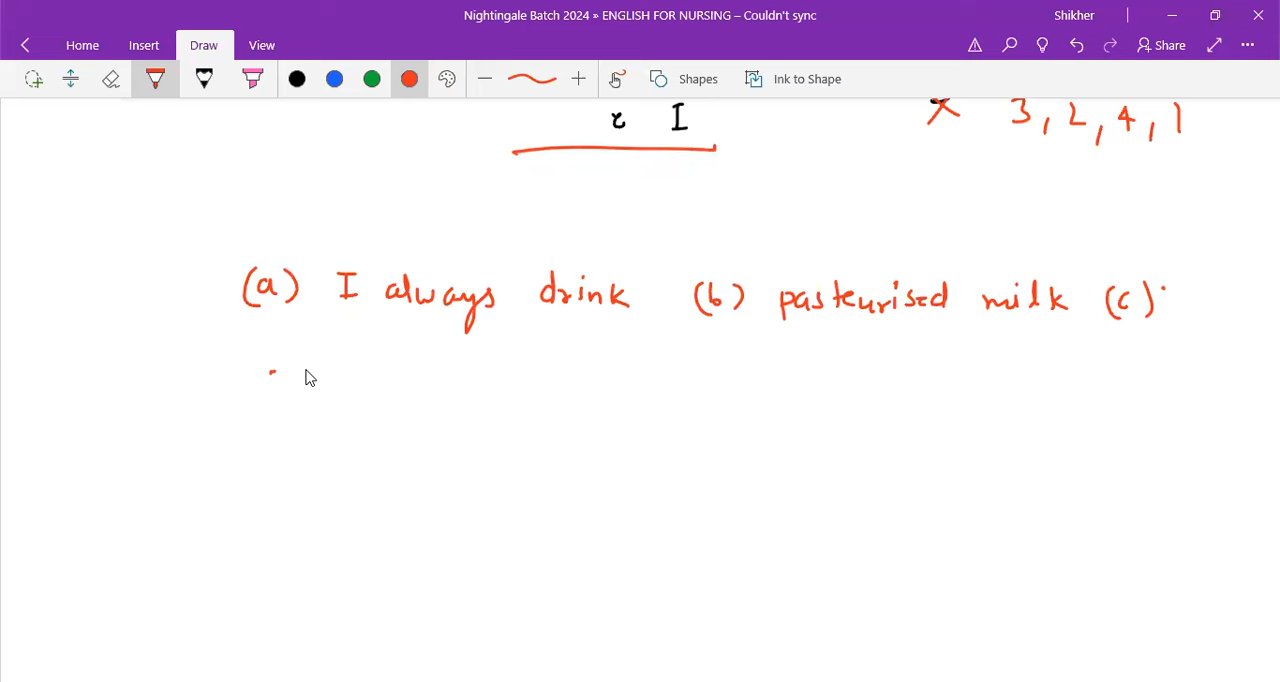 Nightingale Batch 2024 » ENGLISH FOR NURSING – Couldn't sync
Shikher
Home Insert Draw View
Share
Shapes Ink to Shape
I
3, 2, 4, 1
(a) I always drink (b) pasteurised milk (c)